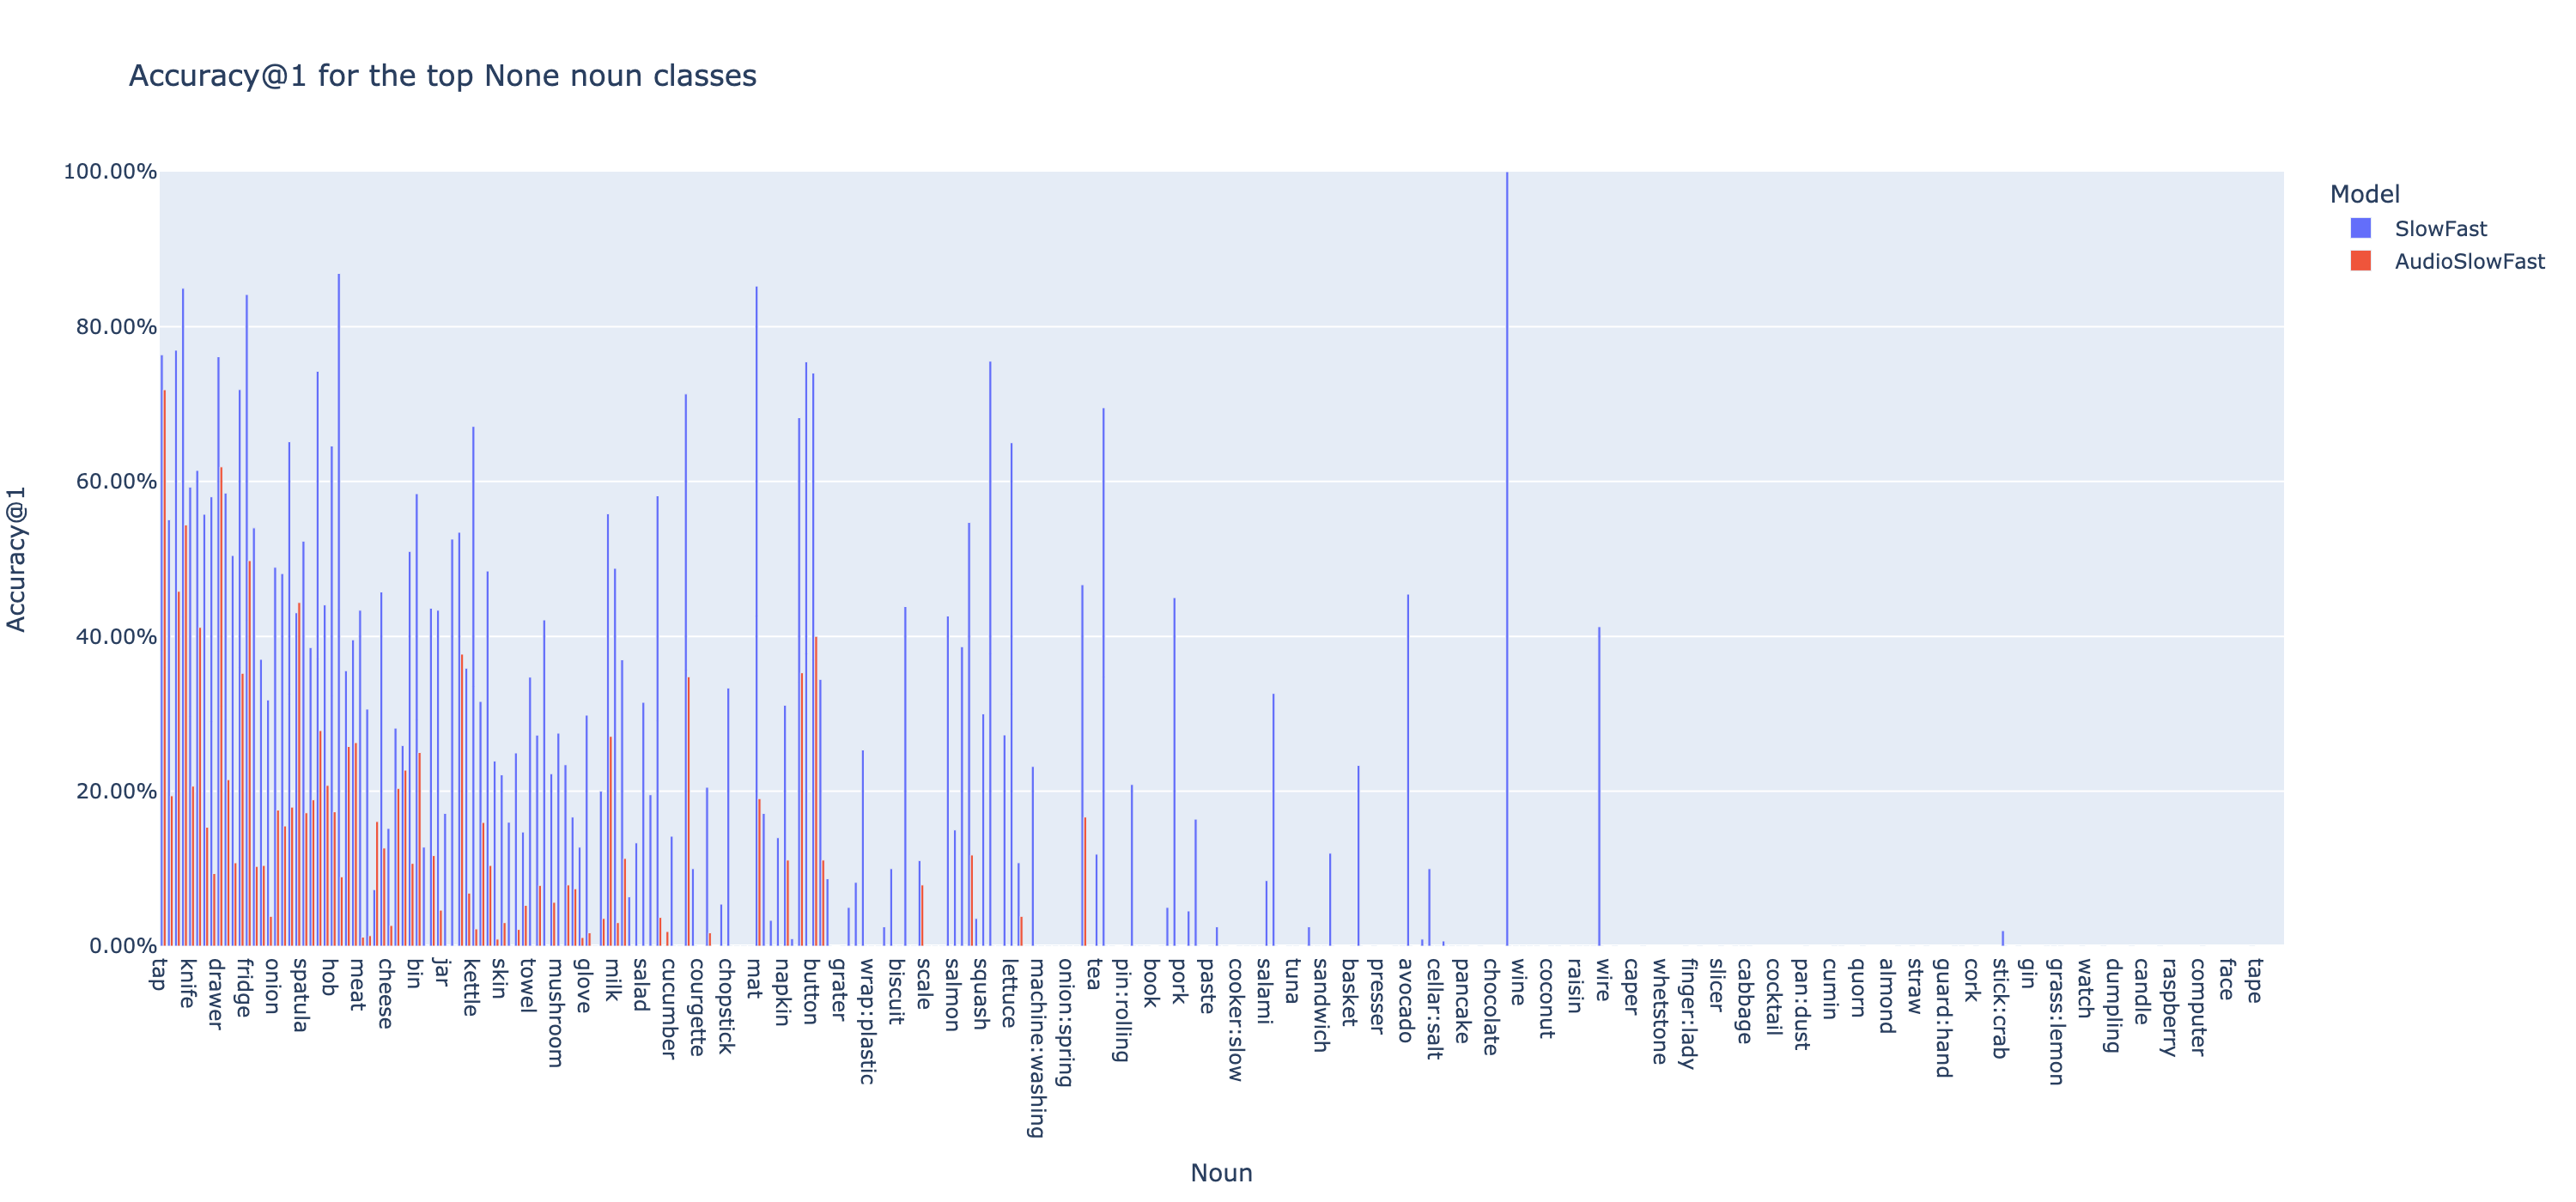 Accuracy@1 for the top None noun classes
Model
SlowFast
AudioSlowFast
Accuracy@1
100.00%
80.00%
60.00%
40.00%
20.00%
0.00%
tap
knife
drawer
fridge
onion
spatula
hob
meat
cheese
bin
jar
kettle
skin
towel
mushroom
glove
milk
salad
cucumber
courgette
chopstick
mat
napkin
button
grater
wrap:plastic
biscuit
scale
salmon
squash
lettuce
machine:washing
onion:spring
tea
pin:rolling
book
pork
paste
cooker:slow
salami
tuna
sandwich
basket
presser
avocado
cellar:salt
pancake
chocolate
wine
coconut
raisin
wire
caper
whetstone
finger:lady
slicer
cabbage
cocktail
pan:dust
cumin
quorn
almond
straw
guard:hand
cork
stick:crab
gin
grass:lemon
watch
dumpling
candle
raspberry
computer
face
tape
Noun